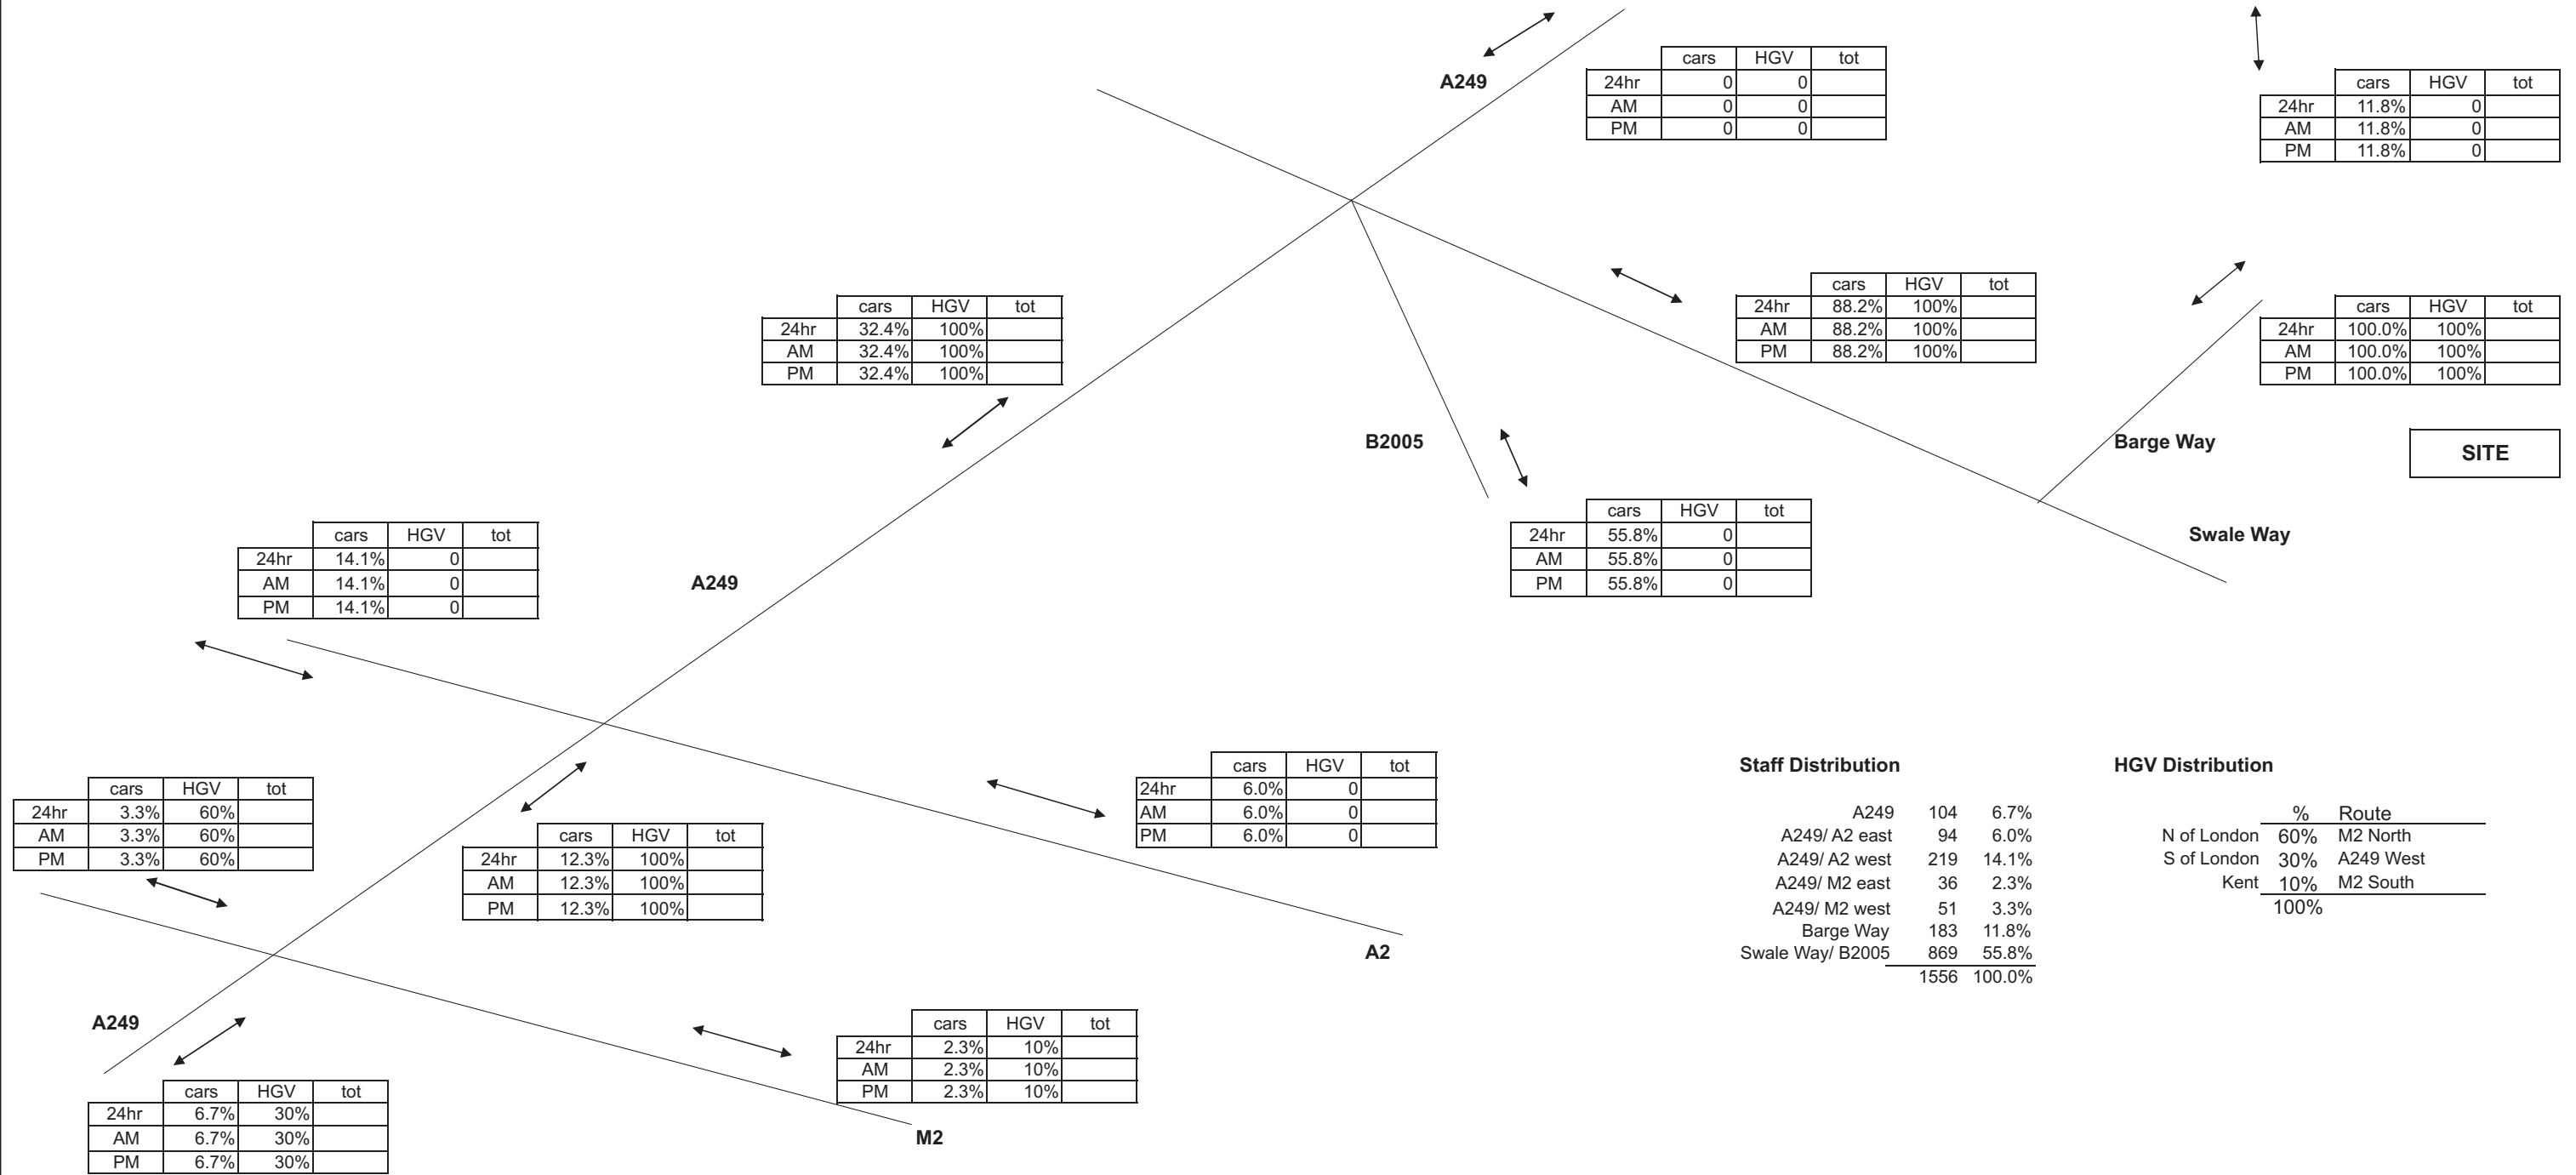 A249
cars HGV tot
24hr 0 0
AM 0 0
PM 0 0
cars HGV tot
24hr 11.8% 0
AM 11.8% 0
PM 11.8% 0
cars HGV tot
24hr 88.2% 100%
AM 88.2% 100%
PM 88.2% 100%
cars HGV tot
24hr 32.4% 100%
AM 32.4% 100%
PM 32.4% 100%
cars HGV tot
24hr 100.0% 100%
AM 100.0% 100%
PM 100.0% 100%
B2005
Barge Way
SITE
cars HGV tot
24hr 55.8% 0
AM 55.8% 0
PM 55.8% 0
Swale Way
cars HGV tot
24hr 14.1% 0
AM 14.1% 0
PM 14.1% 0
A249
cars HGV tot
24hr 6.0% 0
AM 6.0% 0
PM 6.0% 0
cars HGV tot
24hr 3.3% 60%
AM 3.3% 60%
PM 3.3% 60%
cars HGV tot
24hr 12.3% 100%
AM 12.3% 100%
PM 12.3% 100%
A2
Staff Distribution
A249 104 6.7%
A249/ A2 east 94 6.0%
A249/ A2 west 219 14.1%
A249/ M2 east 36 2.3%
A249/ M2 west 51 3.3%
Barge Way 183 11.8%
Swale Way/ B2005 869 55.8%
1556 100.0%
HGV Distribution
% Route
N of London 60% M2 North
S of London 30% A249 West
Kent 10% M2 South
100%
A249
cars HGV tot
24hr 2.3% 10%
AM 2.3% 10%
PM 2.3% 10%
M2
cars HGV tot
24hr 6.7% 30%
AM 6.7% 30%
PM 6.7% 30%